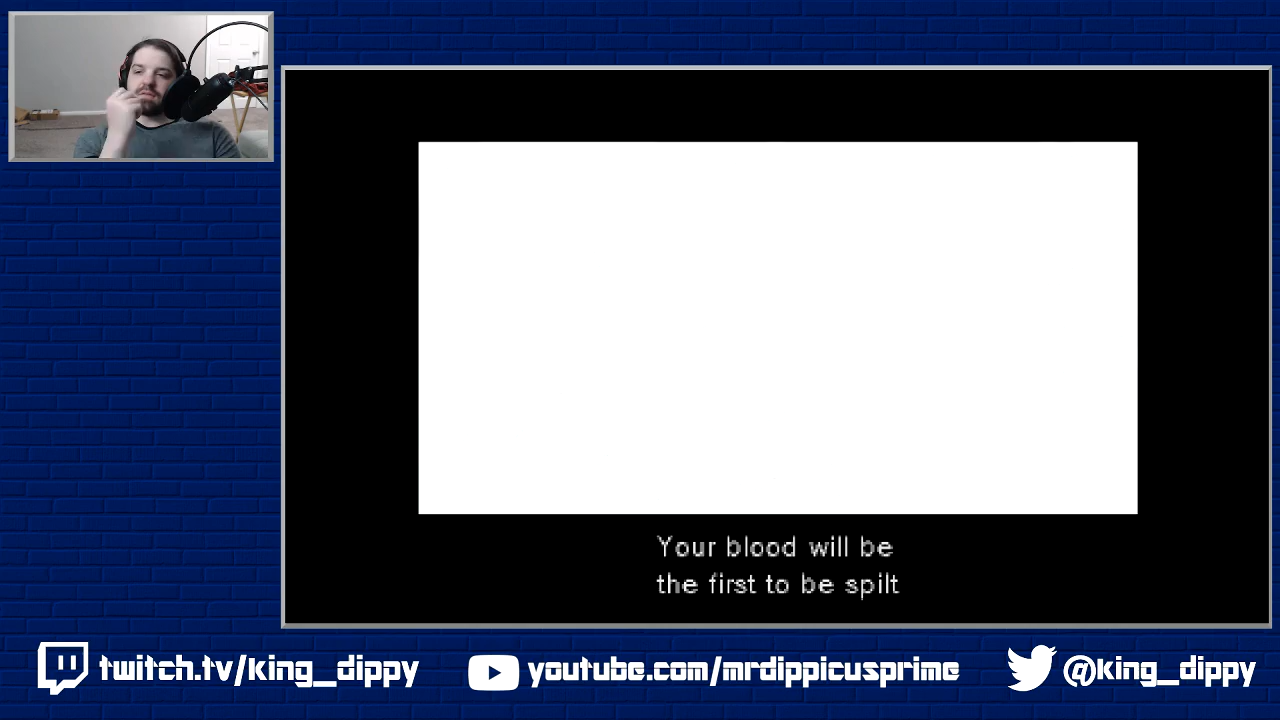 Your blood will be
the first to be spilt
twitch.tv/king_dippy
youtube.com/mrdippicusprime
@king_dippy